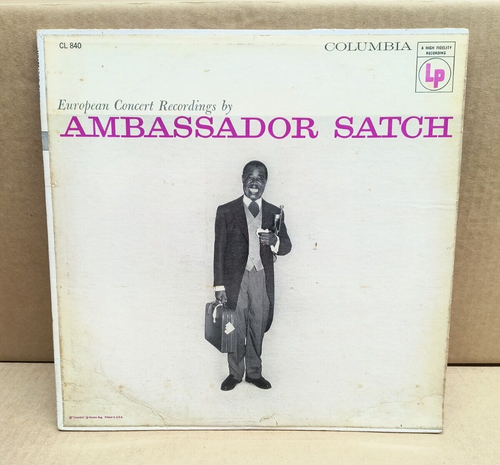 CL 840
COLUMBIA
A HIGH FIDELITY
RECORDING
Lp
European Concert Recordings by
AMBASSADOR SATCH